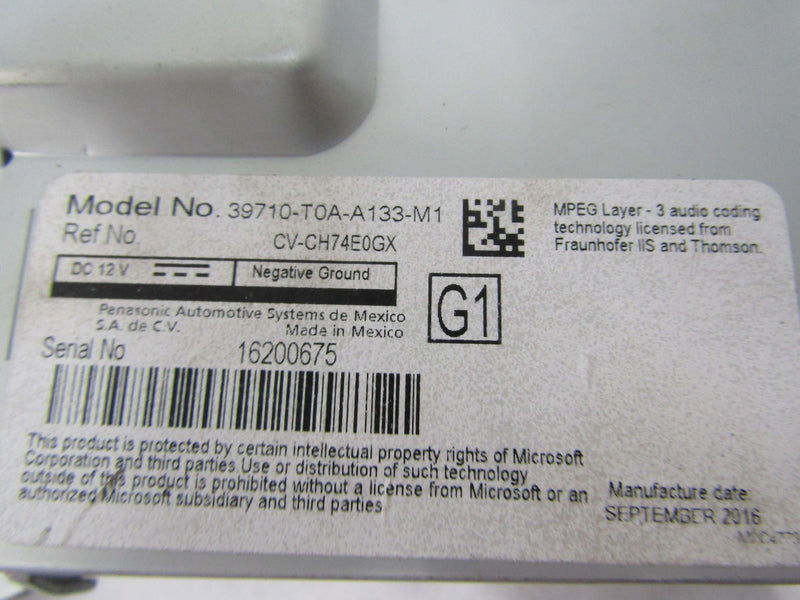 Model No. 39710-T0A-A133-M1
Ref No. CV-CH74E0GX
DC 12 V
Negative Ground
Panasonic Automotive Systems de Mexico
S.A. de C.V. Made in Mexico
G1
MPEG Layer - 3 audio coding
technology licensed from
Fraunhofer IIS and Thomson.
Serial No 16200675
This product is protected by certain intellectual property rights of Microsoft
Corporation and third parties. Use or distribution of such technology
outside of this product is prohibited without a license from Microsoft or an
authorized Microsoft subsidiary and third parties
Manufacture date:
SEPTEMBER 2016